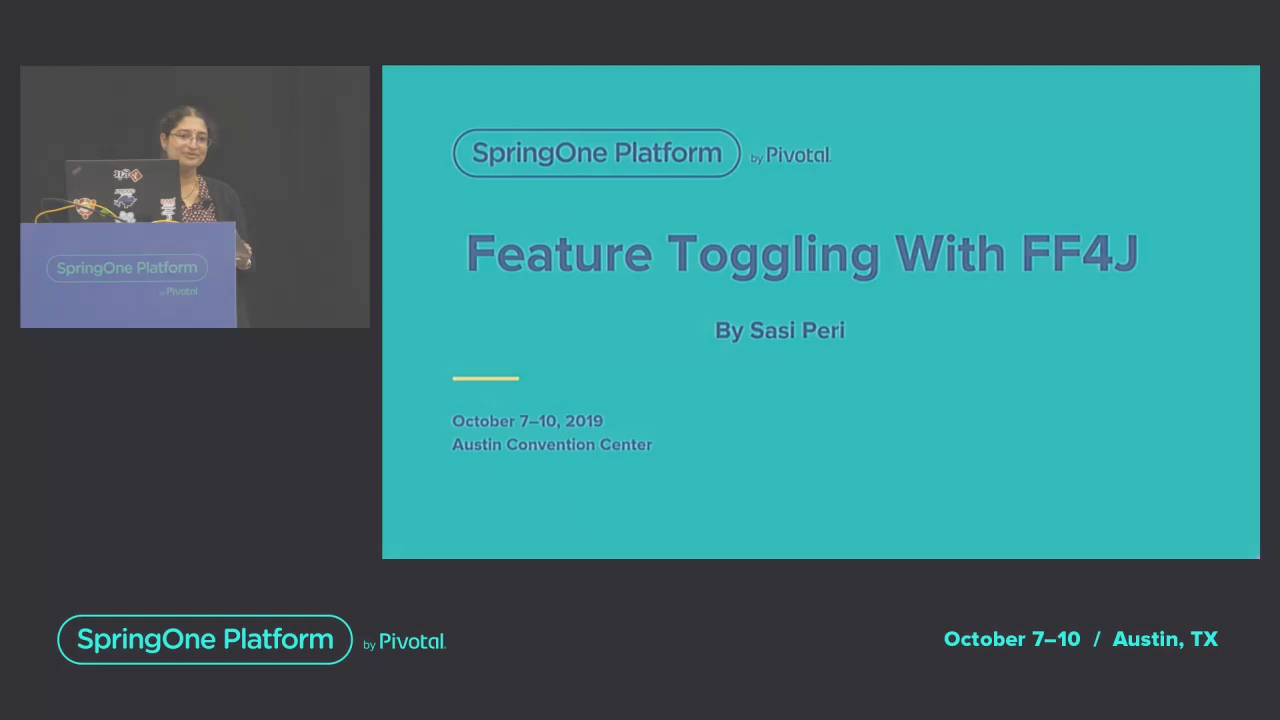 SpringOne Platform by Pivotal.
Feature Toggling With FF4J
By Sasi Peri
October 7–10, 2019
Austin Convention Center
SpringOne Platform
by Pivotal
SpringOne Platform by Pivotal.
October 7–10 / Austin, TX